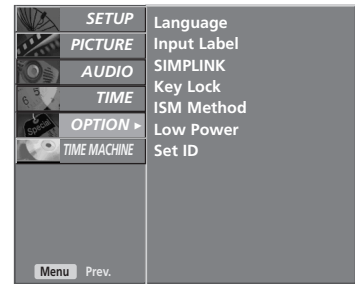 SETUP
PICTURE
AUDIO
TIME
OPTION ►
TIME MACHINE
Language
Input Label
SIMPLINK
Key Lock
ISM Method
Low Power
Set ID
Menu Prev.